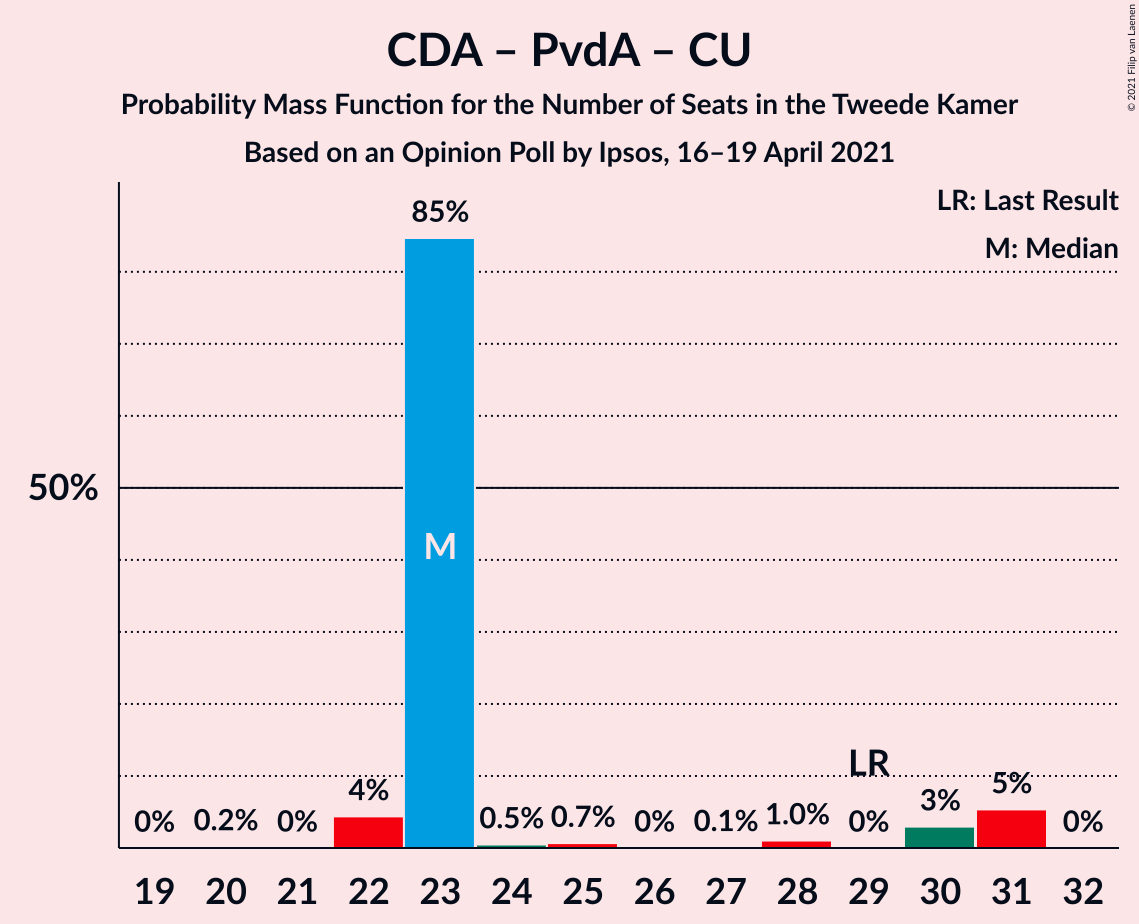 CDA – PvdA – CU
Probability Mass Function for the Number of Seats in the Tweede Kamer
Based on an Opinion Poll by Ipsos, 16–19 April 2021
© 2021 Filip van Laenen
LR: Last Result
M: Median
85%
50%
M
LR
0% 0.2% 0% 4% 0.5% 0.7% 0% 0.1% 1.0% 0% 3% 5% 0%
19 20 21 22 23 24 25 26 27 28 29 30 31 32